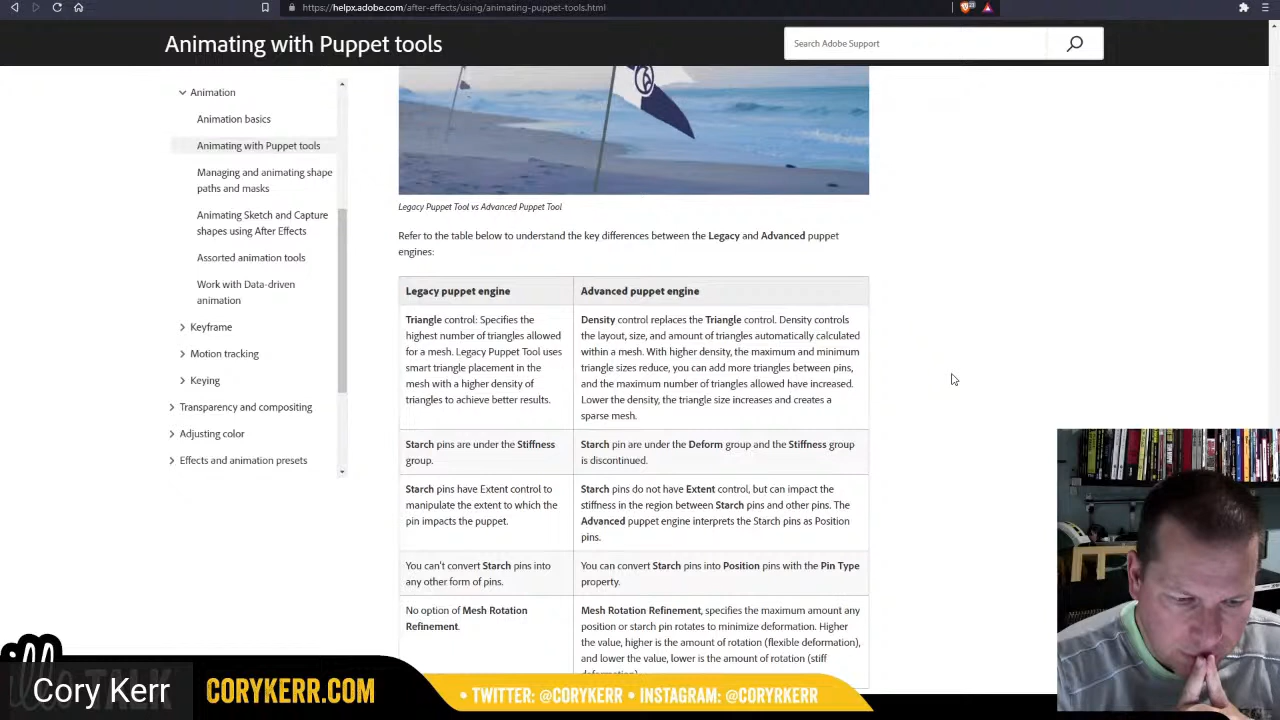 https://helpx.adobe.com/after-effects/using/animating-puppet-tools.html
Animating with Puppet tools
Search Adobe Support
Animation
Animation basics
Animating with Puppet tools
Managing and animating shape
paths and masks
Animating Sketch and Capture
shapes using After Effects
Assorted animation tools
Work with Data-driven
animation
Keyframe
Motion tracking
Keying
Transparency and compositing
Adjusting color
Effects and animation presets
Legacy Puppet Tool vs Advanced Puppet Tool
Refer to the table below to understand the key differences between the Legacy and Advanced puppet
engines:
Legacy puppet engine
Advanced puppet engine
Triangle control: Specifies the
highest number of triangles allowed
for a mesh. Legacy Puppet Tool uses
smart triangle placement in the
mesh with a higher density of
triangles to achieve better results.
Density control replaces the Triangle control. Density controls
the layout, size, and amount of triangles automatically calculated
within a mesh. With higher density, the maximum and minimum
triangle sizes reduce, you can add more triangles between pins,
and the maximum number of triangles allowed have increased.
Lower the density, the triangle size increases and creates a
sparse mesh.
Starch pins are under the Stiffness
group.
Starch pin are under the Deform group and the Stiffness group
is discontinued.
Starch pins have Extent control to
manipulate the extent to which the
pin impacts the puppet.
Starch pins do not have Extent control, but can impact the
stiffness in the region between Starch pins and other pins. The
Advanced puppet engine interprets the Starch pins as Position
pins.
You can't convert Starch pins into
any other form of pins.
You can convert Starch pins into Position pins with the Pin Type
property.
No option of Mesh Rotation
Refinement.
Mesh Rotation Refinement, specifies the maximum amount any
position or starch pin rotates to minimize deformation. Higher
the value, higher is the amount of rotation (flexible deformation),
and lower the value, lower is the amount of rotation (stiff
deformation)
Cory Kerr
CORYKERR.COM
• TWITTER: @CORYKERR • INSTAGRAM: @CORYRKERR